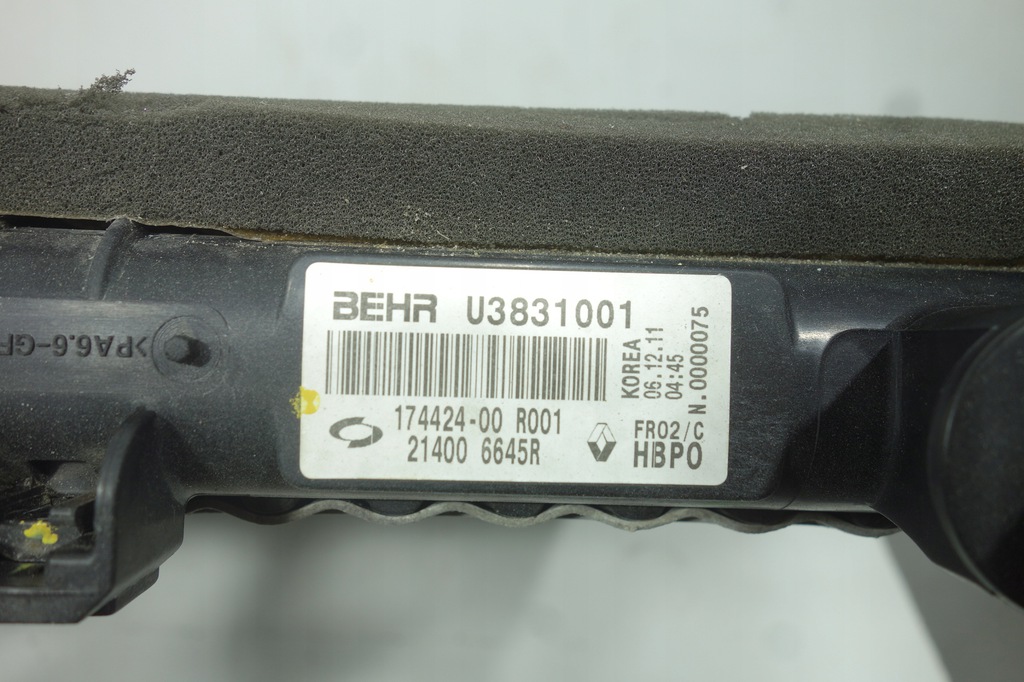 BEHR U3831001
KOREA
06.12.11
04:45
N.0000075
174424-00 R001
21400 6645R
FR02/C
HBPO
>PA6.6-GF